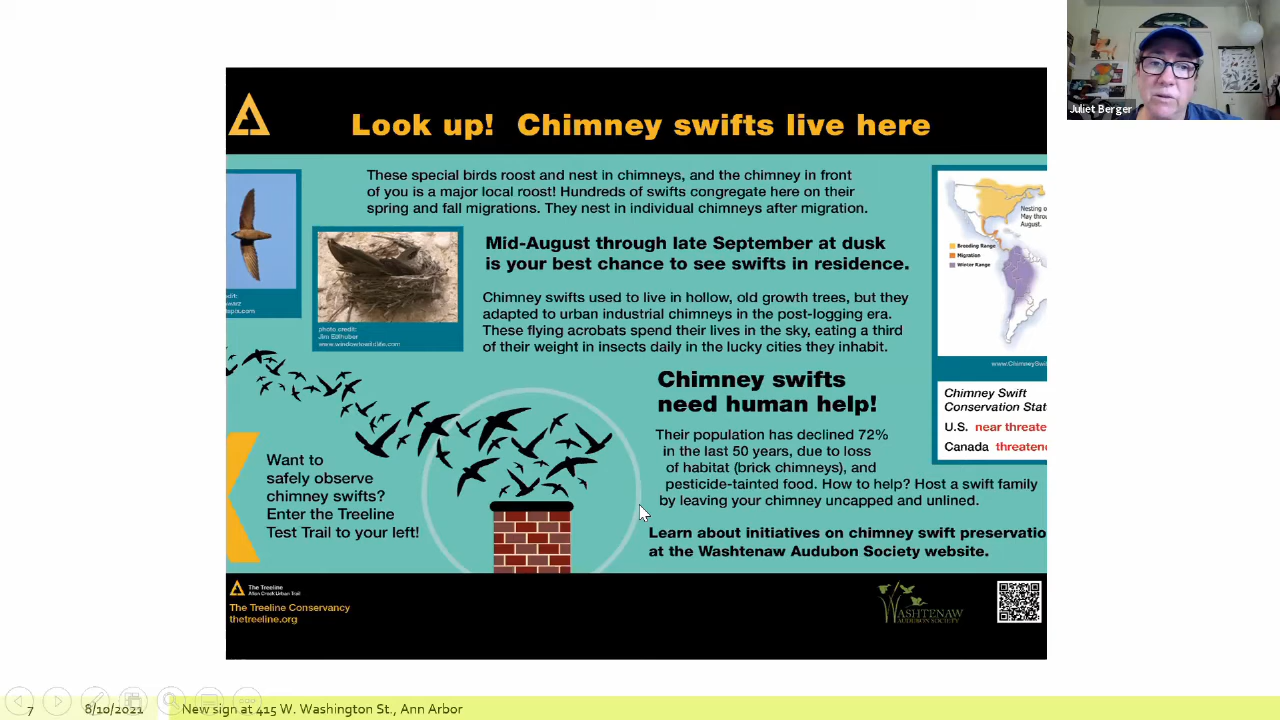 Juliet Berger
Look up! Chimney swifts live here
These special birds roost and nest in chimneys, and the chimney in front
of you is a major local roost! Hundreds of swifts congregate here on their
spring and fall migrations. They nest in individual chimneys after migration.
Mid-August through late September at dusk
is your best chance to see swifts in residence.
photo credit:
www.windowtowildlife.com
Chimney swifts used to live in hollow, old growth trees, but they
adapted to urban industrial chimneys in the post-logging era.
These flying acrobats spend their lives in the sky, eating a third
of their weight in insects daily in the lucky cities they inhabit.
Nesting
May
August.
Breeding Range
Migration
Winter Range
Chimney swifts
need human help!
Their population has declined 72%
in the last 50 years, due to loss
of habitat (brick chimneys), and
pesticide-tainted food. How to help? Host a swift family
by leaving your chimney uncapped and unlined.
Learn about initiatives on chimney swift preservatio
at the Washtenaw Audubon Society website.
Chimney Swift
Conservation Stat
U.S. near threate
Canada threatene
Want to
safely observe
chimney swifts?
Enter the Treeline
Test Trail to your left!
The Treeline
Allen Creek Urban Trail
The Treeline Conservancy
thetreeline.org
WASHTENAW
AUDUBON SOCIETY
7 8/10/2021 New sign at 415 W. Washington St., Ann Arbor